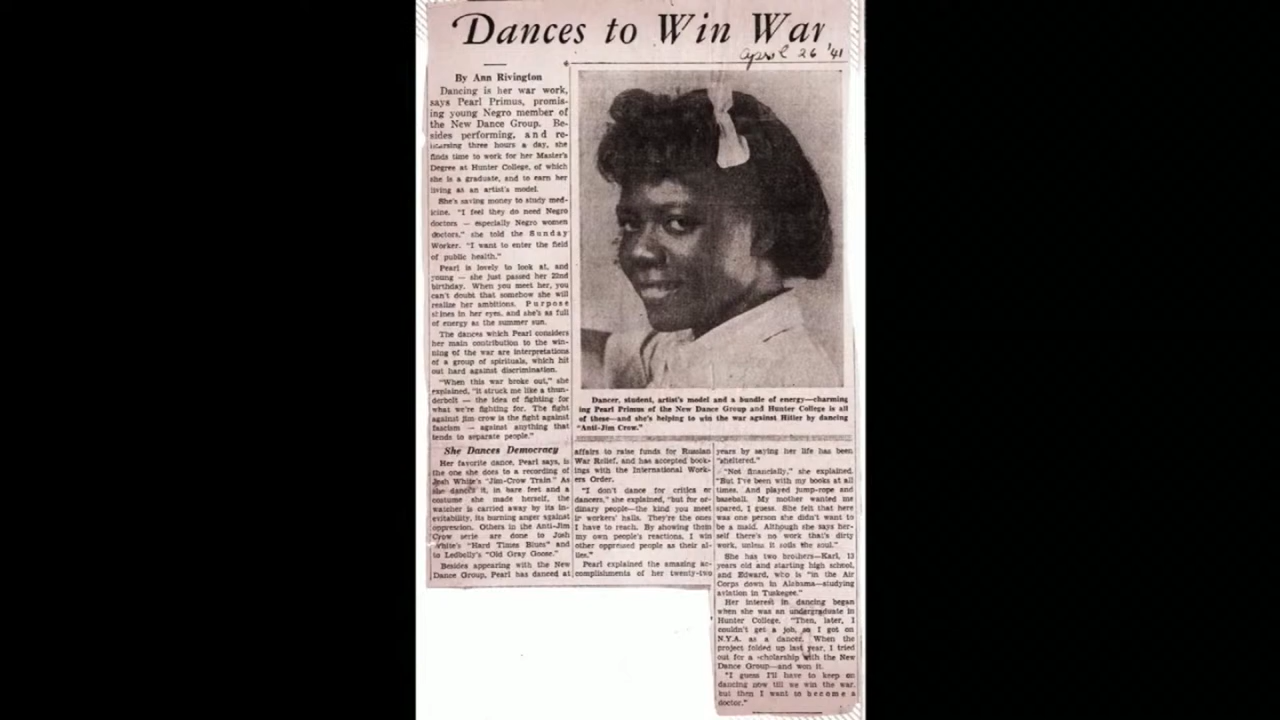 Dances to Win War
April 26 '41
By Ann Rivington
Dancing is her war work,
says Pearl Primus, promis-
ing young Negro member of
the New Dance Group. Be-
sides performing, and re-
hearsing three hours a day, she
finds time to work for her Master's
Degree at Hunter College, of which
she is a graduate, and to earn her
living at an artist's model.
She's saving money to study med-
icine. "I feel they do need Negro
doctors — especially Negro women
doctors," she told the Sunday
Worker. "I want to enter the field
of public health."
Pearl is lovely to look at, and
young — she just passed her 22nd
birthday. When you meet her, you
can't doubt that somehow she will
realize her ambitions. Purpose
shines in her eyes, and she's as full
of energy as the summer sun.
The dances which Pearl considers
her main contribution to the win-
ning of the war are interpretations
of a group of spirituals, which hit
out hard against discrimination.
"When this war broke out," she
explained, "it struck me like a thun-
derbolt — the idea of fighting for
what we're fighting for. The fight
against jim crow is the fight against
fascism — against anything that
tends to separate people."
She Dances Democracy
Her favorite dance, Pearl says, is
the one she does to a recording of
Josh White's "Jim-Crow Train." As
she dances it, in bare feet and a
costume she made herself, the
watcher is carried away by its in-
evitability, its burning anger against
oppression. Others in the Anti-Jim
Crow serie are done to Josh
White's "Hard Times Blues" and
to Ledbelly's "Old Gray Goose."
Besides appearing with the New
Dance Group, Pearl has danced at
Dancer, student, artist's model and a bundle of energy—charm-
ing Pearl Primus of the New Dance Group and Hunter College is all
of these—and she's helping to win the war against Hitler by dancing
"Anti-Jim Crow."
affairs to raise funds for Russian
War Relief, and has accepted book-
ings with the International Work-
ers Order.
"I don't dance for critics or
dancers," she explained, "but for or-
dinary people—the kind you meet
in workers' halls. They're the ones
I have to reach. By showing them
my own people's reactions, I win
other oppressed people as their al-
lies."
Pearl explained the amazing ac-
complishments of her twenty-two
years by saying her life has been
"sheltered."
"Not financially," she explained.
"But I've been with my books at all
times. And played jump-rope and
baseball. My mother wanted me
spared, I guess. She felt that here
was one person she didn't want to
be a maid. Although she says her-
self there's no work that's dirty
work, unless it soils the soul."
She has two brothers—Karl, 13
years old and starting high school,
and Edward, who is "in the Air
Corps down in Alabama—studying
aviation in Tuskegee."
Her interest in dancing began
when she was an undergraduate in
Hunter College. "Then, later, I
couldn't get a job, so I got on
N.Y.A. as a dancer. When the
project folded up last year, I tried
out for a scholarship with the New
Dance Group—and won it.
"I guess I'll have to keep on
dancing now till we win the war,
but then I want to become a
doctor."